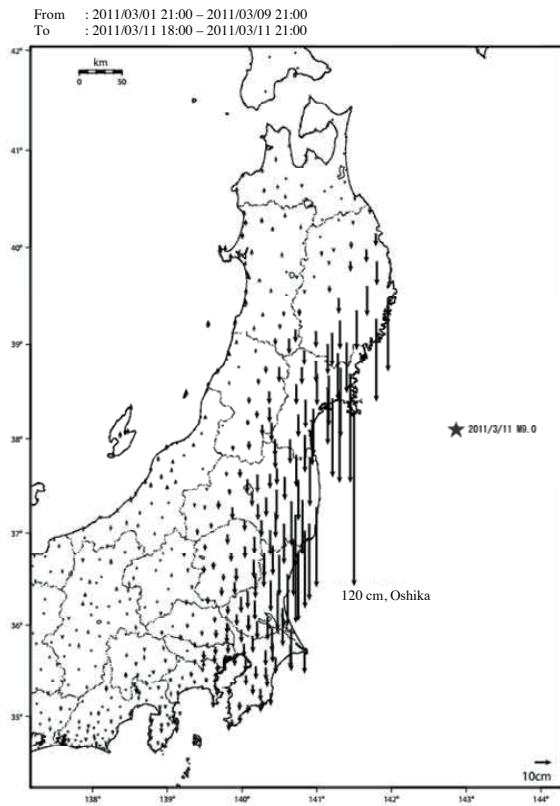 From : 2011/03/01 21:00 – 2011/03/09 21:00
To : 2011/03/11 18:00 – 2011/03/11 21:00
42°
km
0 50
41°
40°
39°
38°
2011/3/11 M9.0
37°
120 cm, Oshika
36°
35°
10cm
138° 139° 140° 141° 142° 143° 144°